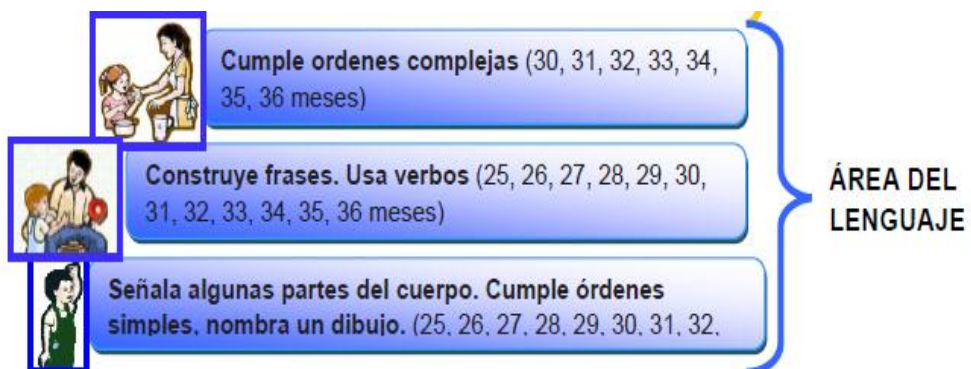 Cumple ordenes complejas (30, 31, 32, 33, 34,
35, 36 meses)
Construye frases. Usa verbos (25, 26, 27, 28, 29, 30,
31, 32, 33, 34, 35, 36 meses)
Señala algunas partes del cuerpo. Cumple órdenes
simples, nombra un dibujo. (25, 26, 27, 28, 29, 30, 31, 32,
ÁREA DEL
LENGUAJE